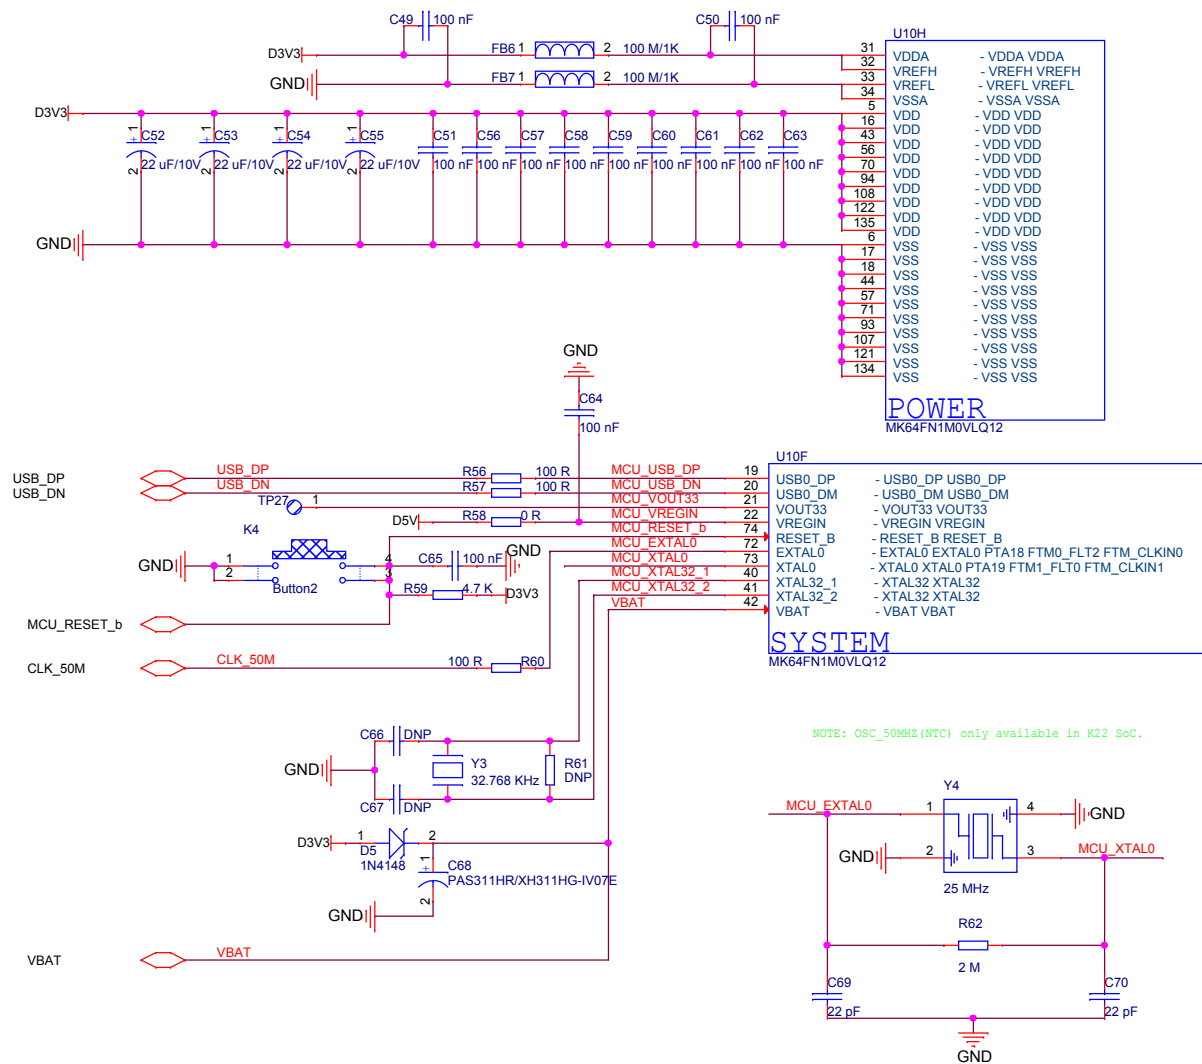 C49 100 nF C50 100 nF
U10H
D3V3 FB6 1 2 100 M/1K 31 VDDA - VDDA VDDA
32 VREFH - VREFH VREFH
GND FB7 1 2 100 M/1K 33 VREFL - VREFL VREFL
34 VSSA - VSSA VSSA
D3V3 5 VDD - VDD VDD
16 VDD - VDD VDD
43 VDD - VDD VDD
56 VDD - VDD VDD
70 VDD - VDD VDD
94 VDD - VDD VDD
108 VDD - VDD VDD
122 VDD - VDD VDD
135 VDD - VDD VDD
1 1 1 1
C52 C53 C54 C55 C51 C56 C57 C58 C59 C60 C61 C62 C63
22 uF/10V 22 uF/10V 22 uF/10V 22 uF/10V 100 nF 100 nF 100 nF 100 nF 100 nF 100 nF 100 nF 100 nF 100 nF
2 2 2 2
GND 6 VSS - VSS VSS
17 VSS - VSS VSS
18 VSS - VSS VSS
44 VSS - VSS VSS
57 VSS - VSS VSS
71 VSS - VSS VSS
93 VSS - VSS VSS
107 VSS - VSS VSS
121 VSS - VSS VSS
134 VSS - VSS VSS
POWER
MK64FN1M0VLQ12
GND
C64
100 nF
U10F
USB_DP USB_DP R56 100 R MCU_USB_DP 19 USB0_DP - USB0_DP USB0_DP
USB_DN USB_DN R57 100 R MCU_USB_DN 20 USB0_DM - USB0_DM USB0_DM
TP27 1 MCU_VOUT33 21 VOUT33 - VOUT33 VOUT33
D5V R58 0 R MCU_VREGIN 22 VREGIN - VREGIN VREGIN
MCU_RESET_b 74 RESET_B - RESET_B RESET_B
MCU_EXTAL0 72 EXTAL0 - EXTAL0 EXTAL0 PTA18 FTM0_FLT2 FTM_CLKIN0
MCU_XTAL0 73 XTAL0 - XTAL0 XTAL0 PTA19 FTM1_FLT0 FTM_CLKIN1
MCU_XTAL32_1 40 XTAL32_1 - XTAL32 XTAL32
MCU_XTAL32_2 41 XTAL32_2 - XTAL32 XTAL32
VBAT 42 VBAT - VBAT VBAT
SYSTEM
MK64FN1M0VLQ12
K4
GND 1 4 C65 100 nF GND
2 3
Button2 R59 4.7 K D3V3
MCU_RESET_b
CLK_50M CLK_50M 100 R R60
C66 DNP
GND Y3 R61
32.768 KHz DNP
C67 DNP
D3V3 1 2
D5
1N4148
1 C68
PAS311HR/XH311HG-IV07E
2
GND
VBAT VBAT
NOTE: OSC_50MHZ(NTC) only available in K22 SoC.
Y4
MCU_EXTAL0 1 4 GND
GND 2 3 MCU_XTAL0
25 MHz
R62
2 M
C69 C70
22 pF 22 pF
GND